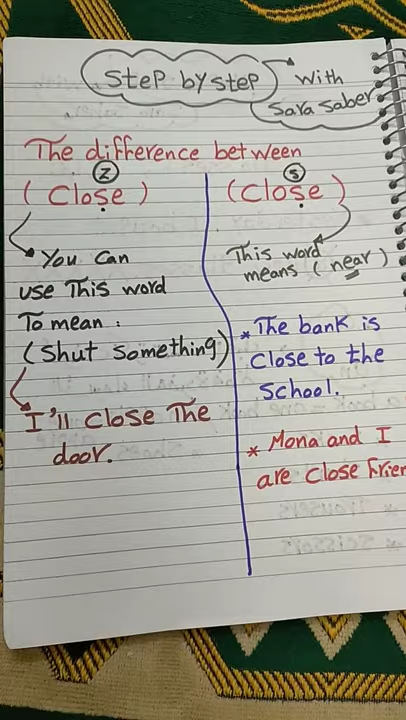 Step by step
with
Sara saber
The difference between
z
(Close)
You can
use This word
To mean :
(Shut something)
I'll close The
door.
s
(Close)
This word
means (near)
* The bank is
close to the
school.
* Mona and I
are close Frien